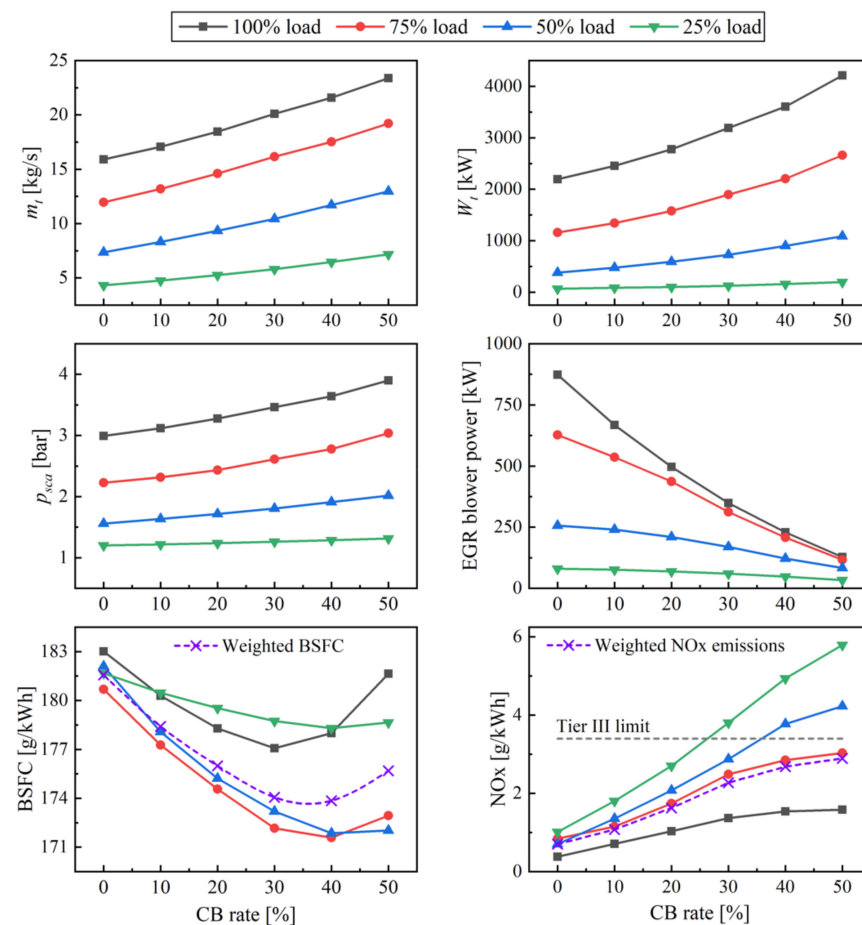 100% load 75% load 50% load 25% load
25
20
15
10
5
0 10 20 30 40 50
mt [kg/s]
4000
3000
2000
1000
0
0 10 20 30 40 50
Wt [kW]
4
3
2
1
0 10 20 30 40 50
psca [bar]
1000
750
500
250
0
0 10 20 30 40 50
EGR blower power [kW]
Weighted BSFC
183
180
177
174
171
0 10 20 30 40 50
BSFC [g/kWh]
CB rate [%]
Weighted NOx emissions
Tier III limit
6
4
2
0
0 10 20 30 40 50
NOx [g/kWh]
CB rate [%]